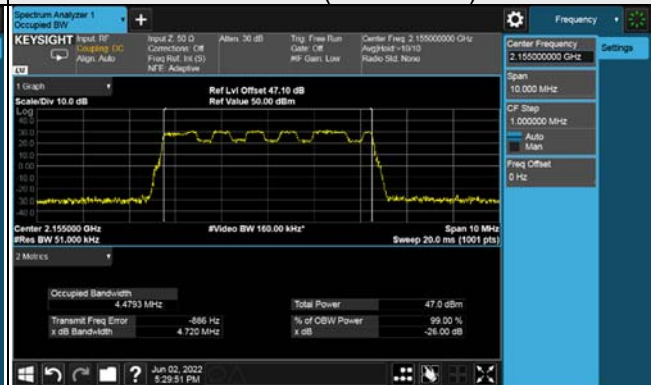 Spectrum Analyzer 1
Occupied BW
Frequency
KEYSIGHT
Input: RF
Coupling: DC
Align: Auto
Input Z: 50 Ω
Corrections: Off
Freq Ref: Int (S)
NFE: Adaptive
Atten: 30 dB
Trig: Free Run
Gate: Off
#IF Gain: Low
Center Freq: 2.155000000 GHz
Avg|Hold:>10/10
Radio Std: None
Center Frequency
2.155000000 GHz
Settings
Span
10.000 MHz
CF Step
1.000000 MHz
Auto
Man
Freq Offset
0 Hz
LW
1 Graph
Scale/Div 10.0 dB
Ref Lvl Offset 47.10 dB
Ref Value 50.00 dBm
Log
40.0
30.0
20.0
10.0
0.00
-10.0
-20.0
-30.0
-40.0
Center 2.155000 GHz
#Res BW 51.000 kHz
#Video BW 160.00 kHz*
Span 10 MHz
Sweep 20.0 ms (1001 pts)
2 Metrics
Occupied Bandwidth
4.4793 MHz
Total Power 47.0 dBm
Transmit Freq Error -886 Hz
% of OBW Power 99.00 %
x dB Bandwidth 4.720 MHz
x dB -26.00 dB
?
Jun 02, 2022
5:29:51 PM